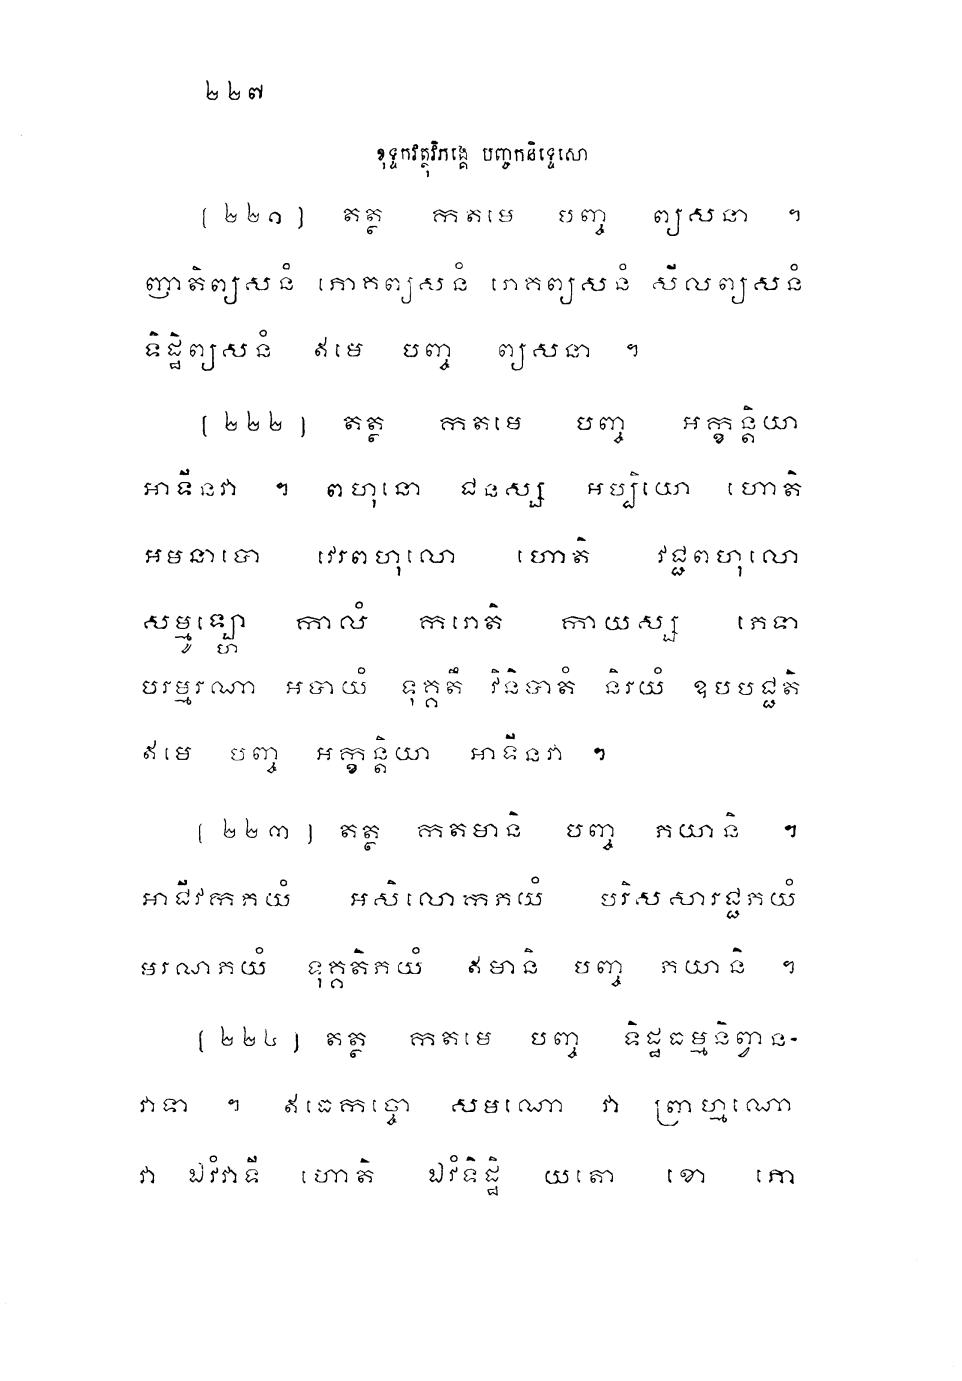 ២២៧
ខុទ្ទកវត្ថុវិភង្គេ បញ្ចកនិទ្ទេសោ
[២២១] តត្ថ កតមេ បញ្ច ព្យសនា ។
ញាតិព្យសនំ ភោគព្យសនំ រោគព្យសនំ សីលព្យសនំ
ទិដ្ឋិព្យសនំ ឥមេ បញ្ច ព្យសនា ។
[២២២] តត្ថ កតមេ បញ្ច អក្ខន្តិយា
អាទីនវា ។ ពហុនោ ជនស្ស អប្បិយោ ហោតិ
អមនាបោ វេរពហុលោ ហោតិ វជ្ជពហុលោ
សម្មូឡ្ហោ កាលំ ករោតិ កាយស្ស ភេទា
បរម្មរណា អបាយំ ទុគ្គតឹ វិនិបាតំ និរយំ ឧបបជ្ជតិ
ឥមេ បញ្ច អក្ខន្តិយា អាទីនវា ។
[២២៣] តត្ថ កតមានិ បញ្ច ភយានិ ។
អាជីវកភយំ អសិលោកភយំ បរិសសារជ្ជភយំ
មរណភយំ ទុគ្គតិភយំ ឥមានិ បញ្ច ភយានិ ។
[២២៤] តត្ថ កតមេ បញ្ច ទិដ្ឋធម្មនិព្វាន-
វាទា ។ ឥធេកច្ចោ សមណោ វា ព្រាហ្មណោ
វា ឯវំវាទី ហោតិ ឯវំទិដ្ឋិ យតោ ខោ ភោ